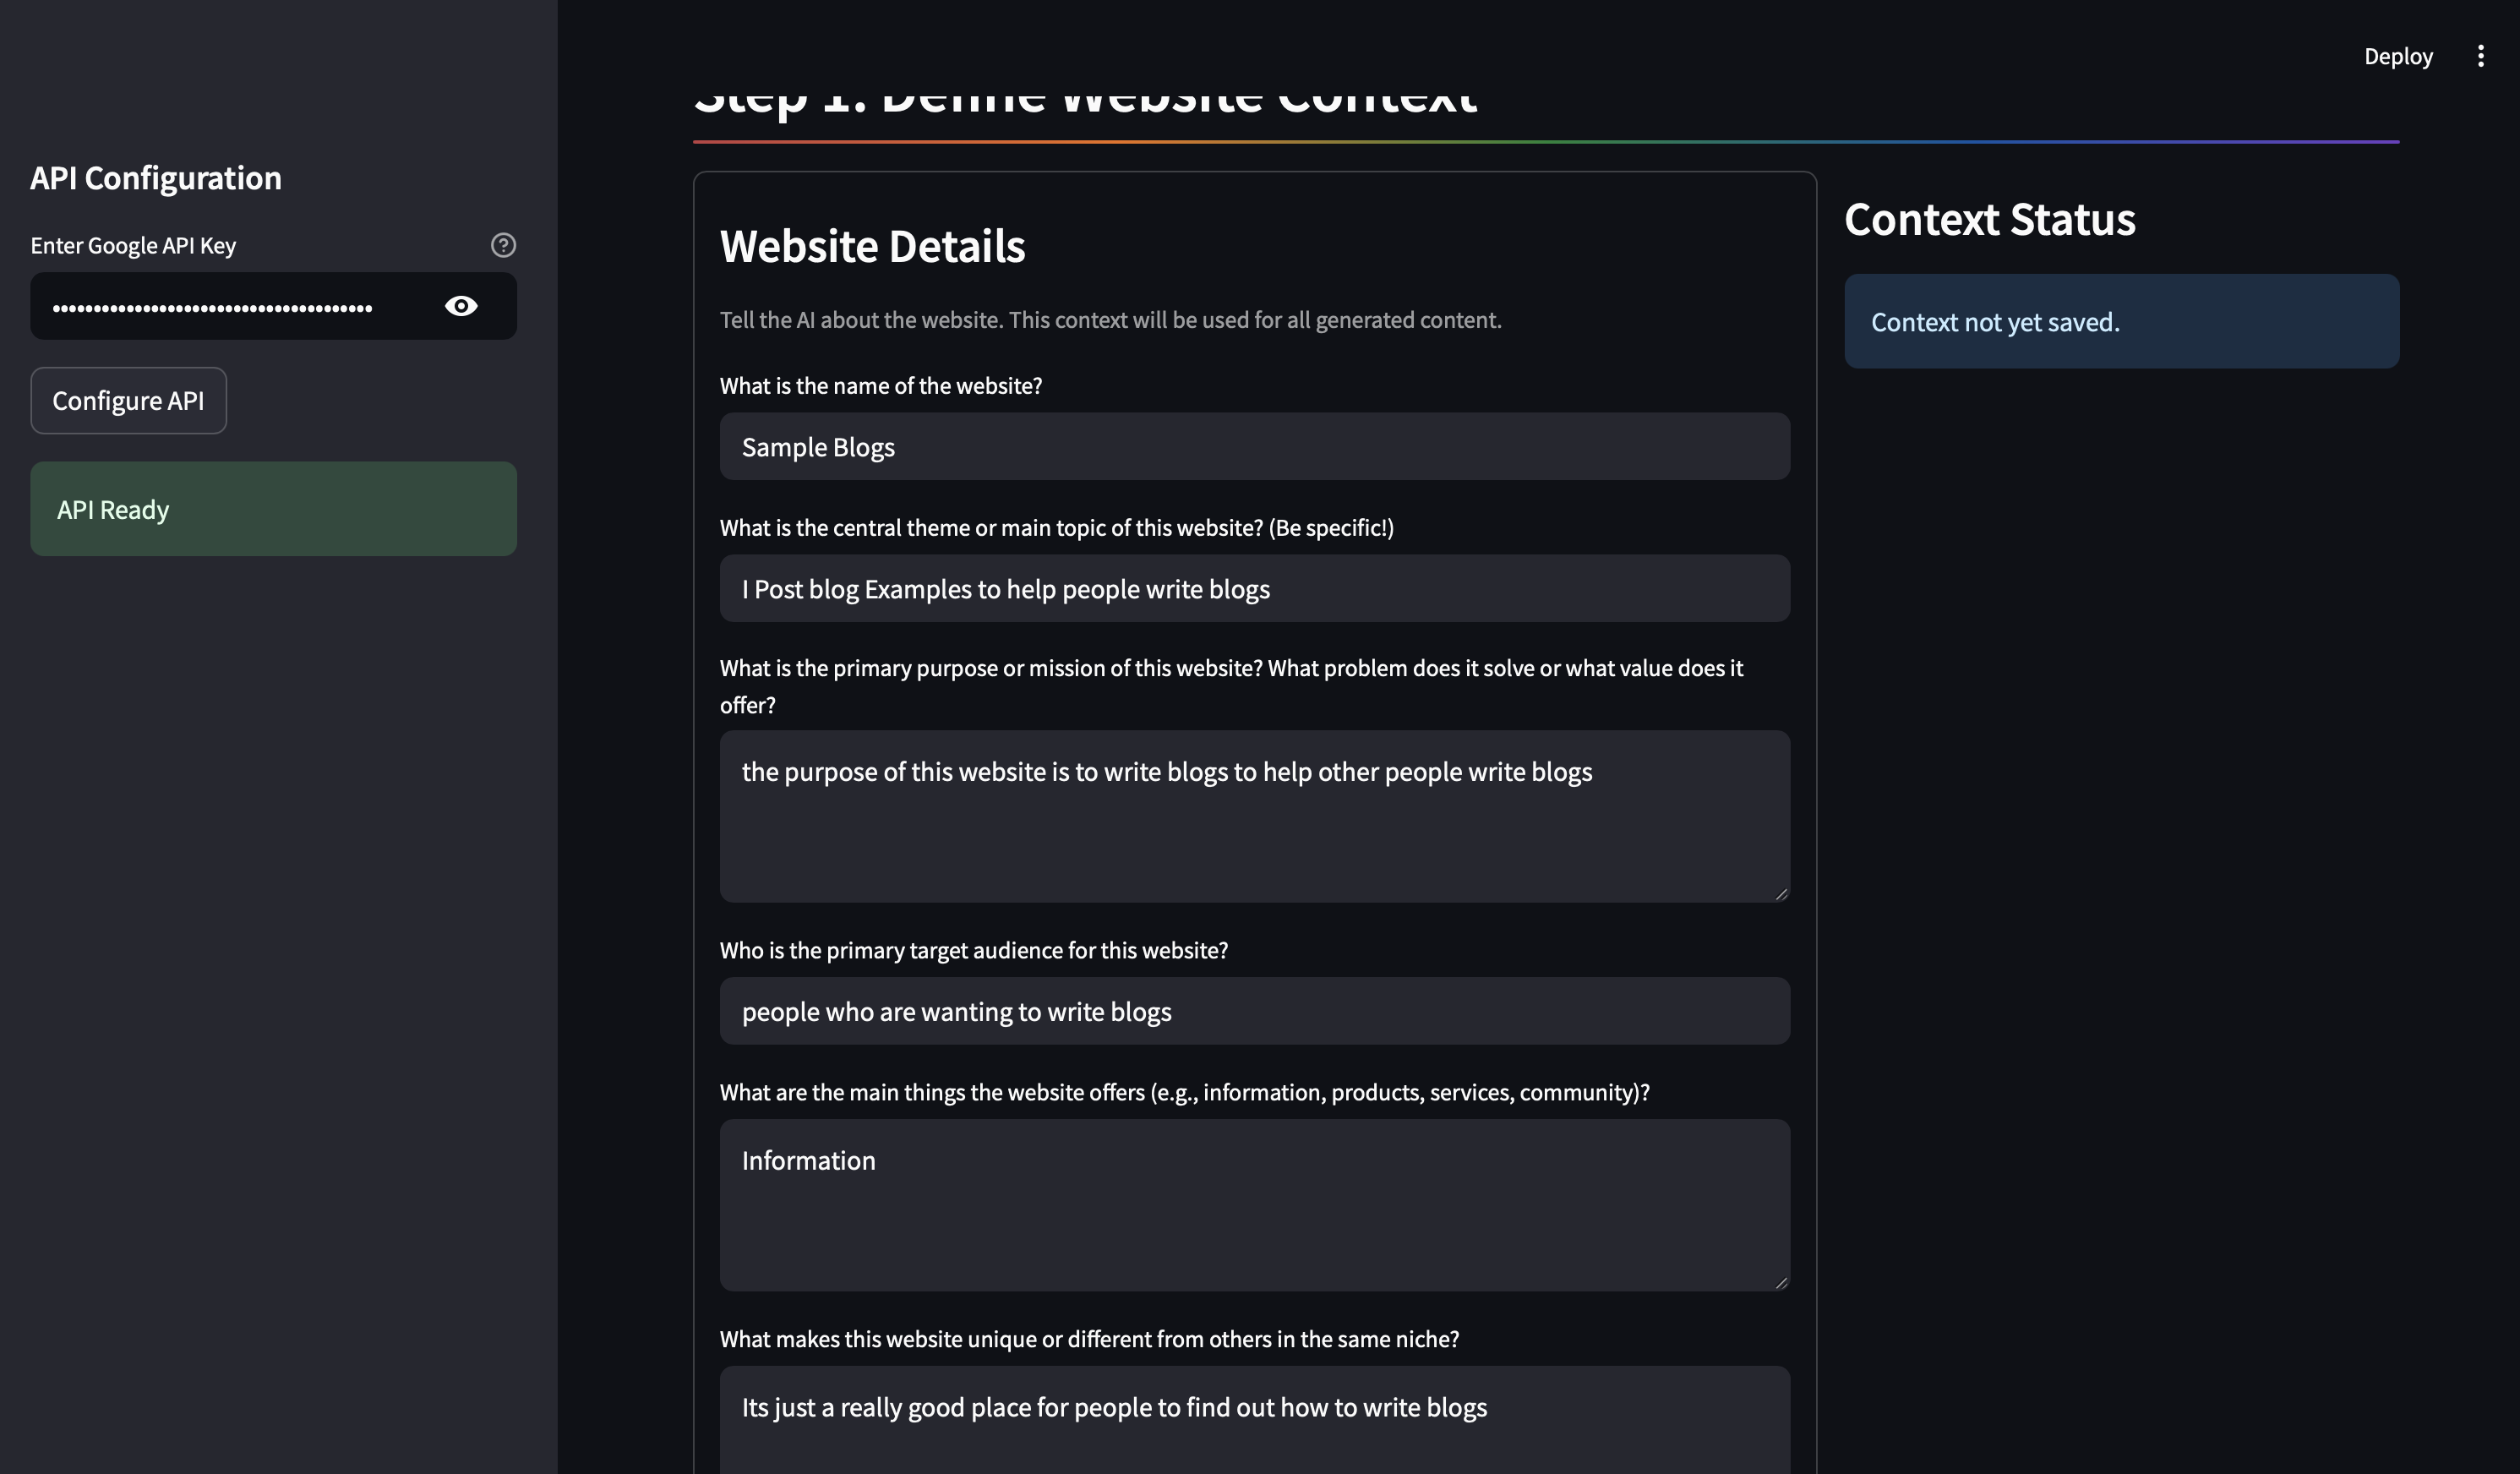 Deploy
Step 1: Define Website Context
API Configuration
Enter Google API Key
••••••••••••••••••••••••••••••••••••••
Configure API
API Ready
Website Details
Tell the AI about the website. This context will be used for all generated content.
What is the name of the website?
Sample Blogs
What is the central theme or main topic of this website? (Be specific!)
I Post blog Examples to help people write blogs
What is the primary purpose or mission of this website? What problem does it solve or what value does it
offer?
the purpose of this website is to write blogs to help other people write blogs
Who is the primary target audience for this website?
people who are wanting to write blogs
What are the main things the website offers (e.g., information, products, services, community)?
Information
What makes this website unique or different from others in the same niche?
Its just a really good place for people to find out how to write blogs
Context Status
Context not yet saved.